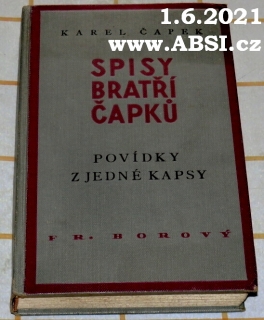 1.6.2021
www.ABSI.cz
KAREL ČAPEK
SPISY
BRATŘÍ
ČAPKŮ
POVÍDKY
Z JEDNÉ KAPSY
FR. BOROVÝ